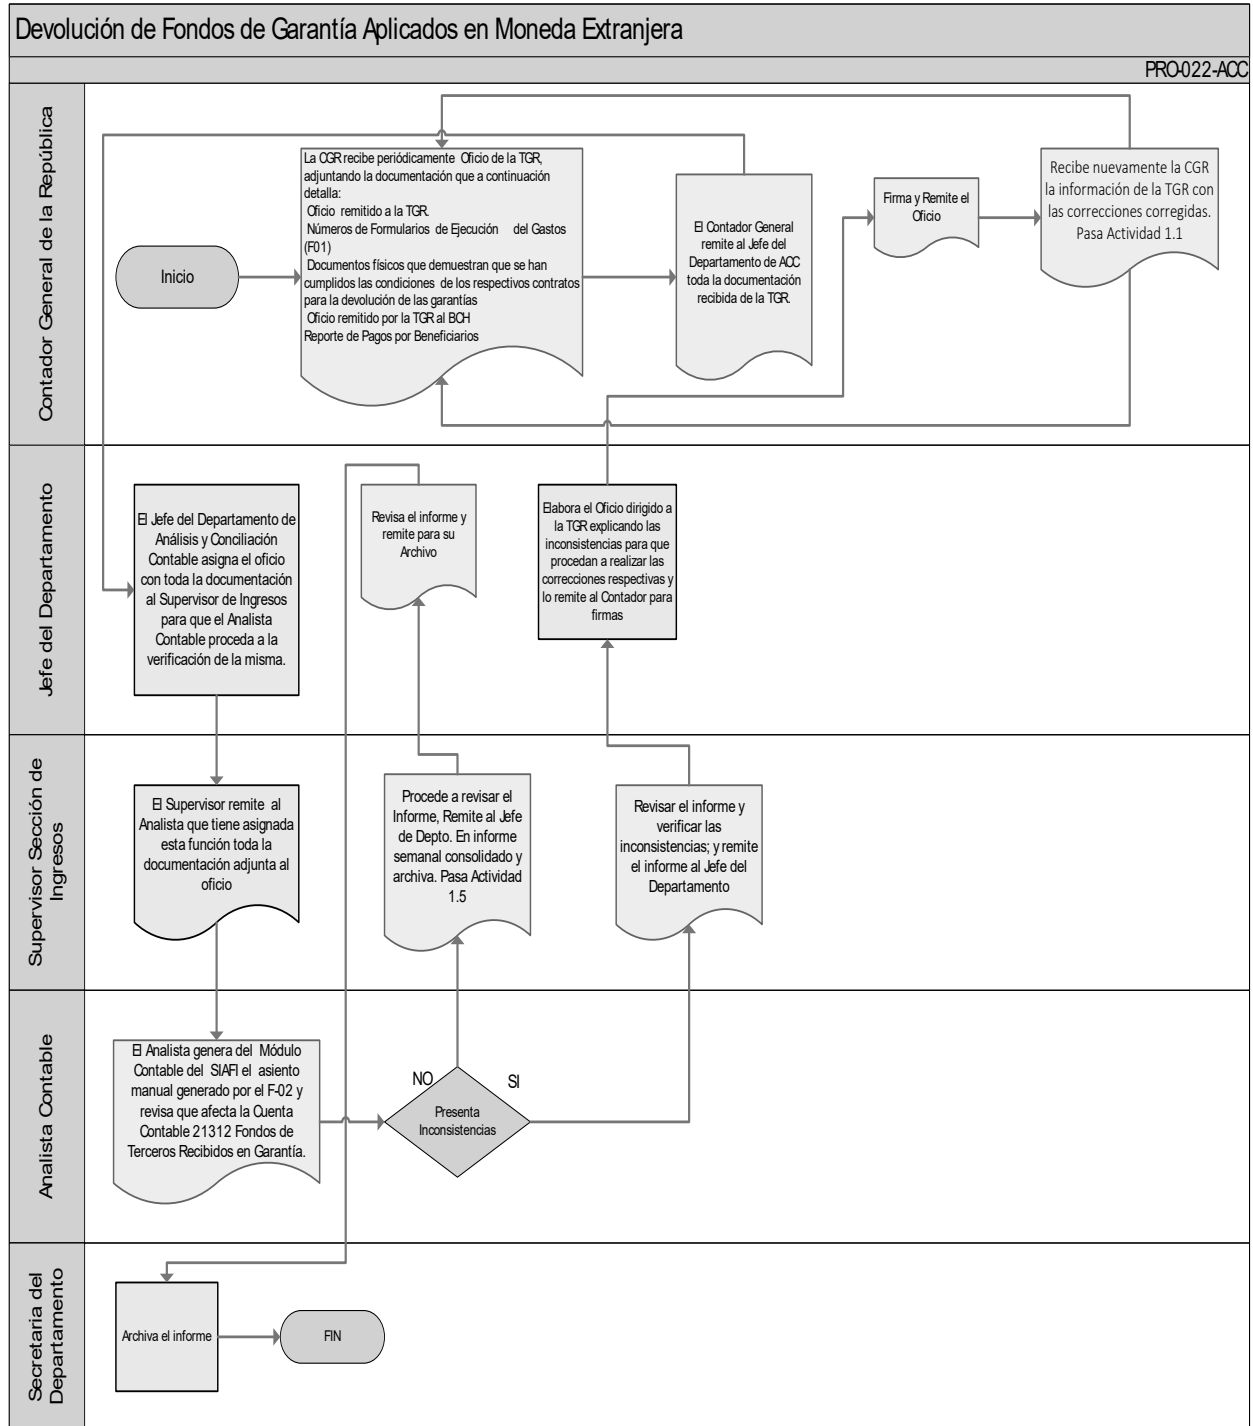 Devolución de Fondos de Garantía Aplicados en Moneda Extranjera
PRO-022-ACC
Contador General de la República
Inicio
La CGR recibe periódicamente Oficio de la TGR,
adjuntando la documentación que a continuación
detalla:
Oficio remitido a la TGR.
Números de Formularios de Ejecución del Gastos
(F01)
Documentos físicos que demuestran que se han
cumplidos las condiciones de los respectivos contratos
para la devolución de las garantías
Oficio remitido por la TGR al BCH
Reporte de Pagos por Beneficiarios
El Contador General
remite al Jefe del
Departamento de ACC
toda la documentación
recibida de la TGR.
Firma y Remite el
Oficio
Recibe nuevamente la CGR
la información de la TGR con
las correcciones corregidas.
Pasa Actividad 1.1
Jefe del Departamento
El Jefe del Departamento de
Análisis y Conciliación
Contable asigna el oficio
con toda la documentación
al Supervisor de Ingresos
para que el Analista
Contable proceda a la
verificación de la misma.
Revisa el informe y
remite para su
Archivo
Elabora el Oficio dirigido a
la TGR explicando las
inconsistencias para que
procedan a realizar las
correcciones respectivas y
lo remite al Contador para
firmas
Supervisor Sección de
Ingresos
El Supervisor remite al
Analista que tiene asignada
esta función toda la
documentación adjunta al
oficio
Procede a revisar el
Informe, Remite al Jefe
de Depto. En informe
semanal consolidado y
archiva. Pasa Actividad
1.5
Revisar el informe y
verificar las
inconsistencias; y remite
el informe al Jefe del
Departamento
Analista Contable
El Analista genera del Módulo
Contable del SIAFI el asiento
manual generado por el F-02 y
revisa que afecta la Cuenta
Contable 21312 Fondos de
Terceros Recibidos en Garantía.
NO
SI
Presenta
Inconsistencias
Secretaria del
Departamento
Archiva el informe
FIN